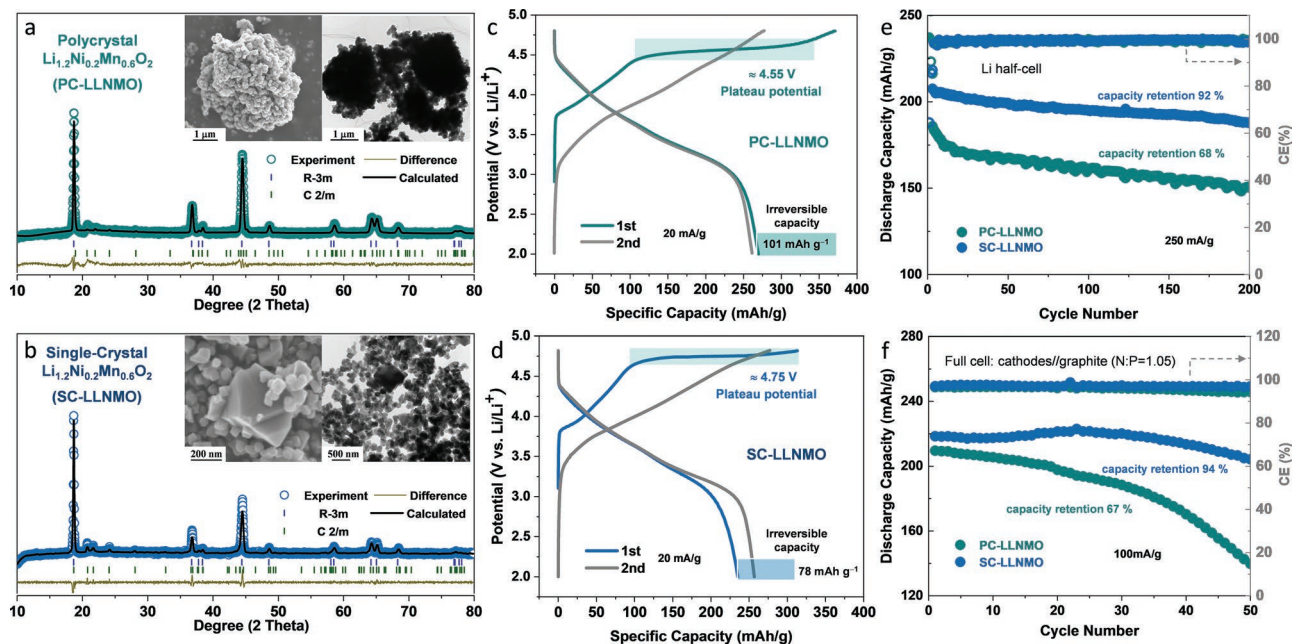 a
Polycrystal
Li1.2Ni0.2Mn0.6O2
(PC-LLNMO)
1 μm
1 μm
Experiment
Difference
R-3m
Calculated
C 2/m
10 20 30 40 50 60 70 80
Degree (2 Theta)
b
Single-Crystal
Li1.2Ni0.2Mn0.6O2
(SC-LLNMO)
200 nm
500 nm
Experiment
Difference
R-3m
Calculated
C 2/m
10 20 30 40 50 60 70 80
Degree (2 Theta)
c
5.0
4.5
4.0
3.5
3.0
2.5
2.0
Potential (V vs. Li/Li+)
≈ 4.55 V
Plateau potential
PC-LLNMO
1st
2nd
20 mA/g
Irreversible
capacity
101 mAh g−1
0 50 100 150 200 250 300 350 400
Specific Capacity (mAh/g)
d
5.0
4.5
4.0
3.5
3.0
2.5
2.0
Potential (V vs. Li/Li+)
≈ 4.75 V
Plateau potential
SC-LLNMO
1st
2nd
20 mA/g
Irreversible
capacity
78 mAh g−1
0 50 100 150 200 250 300 350
Specific Capacity (mAh/g)
e
250
200
150
100
Discharge Capacity (mAh/g)
Li half-cell
capacity retention 92 %
capacity retention 68 %
PC-LLNMO
SC-LLNMO
250 mA/g
100
80
60
40
20
0
CE(%)
0 50 100 150 200
Cycle Number
f
280
240
210
180
140
120
Discharge Capacity (mAh/g)
Full cell: cathodes//graphite (N:P=1.05)
capacity retention 94 %
capacity retention 67 %
PC-LLNMO
SC-LLNMO
100mA/g
120
100
80
60
40
20
0
CE (%)
0 10 20 30 40 50
Cycle Number